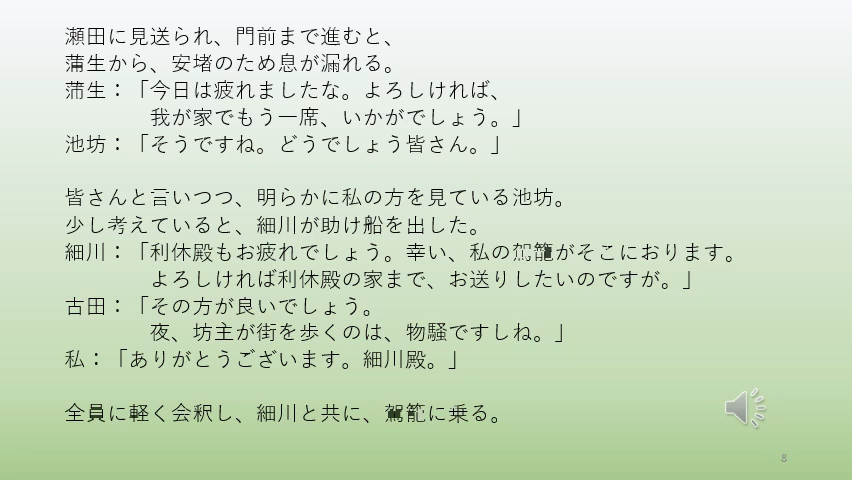 瀬田に見送られ、門前まで進むと、
蒲生から、安堵のため息が漏れる。
蒲生：「今日は疲れましたな。よろしければ、
我が家でもう一席、いかがでしょう。」
池坊：「そうですね。どうでしょう皆さん。」
皆さんと言いつつ、明らかに私の方を見ている池坊。
少し考えていると、細川が助け船を出した。
細川：「利休殿もお疲れでしょう。幸い、私の駕籠がそこにおります。
よろしければ利休殿の家まで、お送りしたいのですが。」
古田：「その方が良いでしょう。
夜、坊主が街を歩くのは、物騒ですしね。」
私：「ありがとうございます。細川殿。」
全員に軽く会釈し、細川と共に、駕籠に乗る。
8